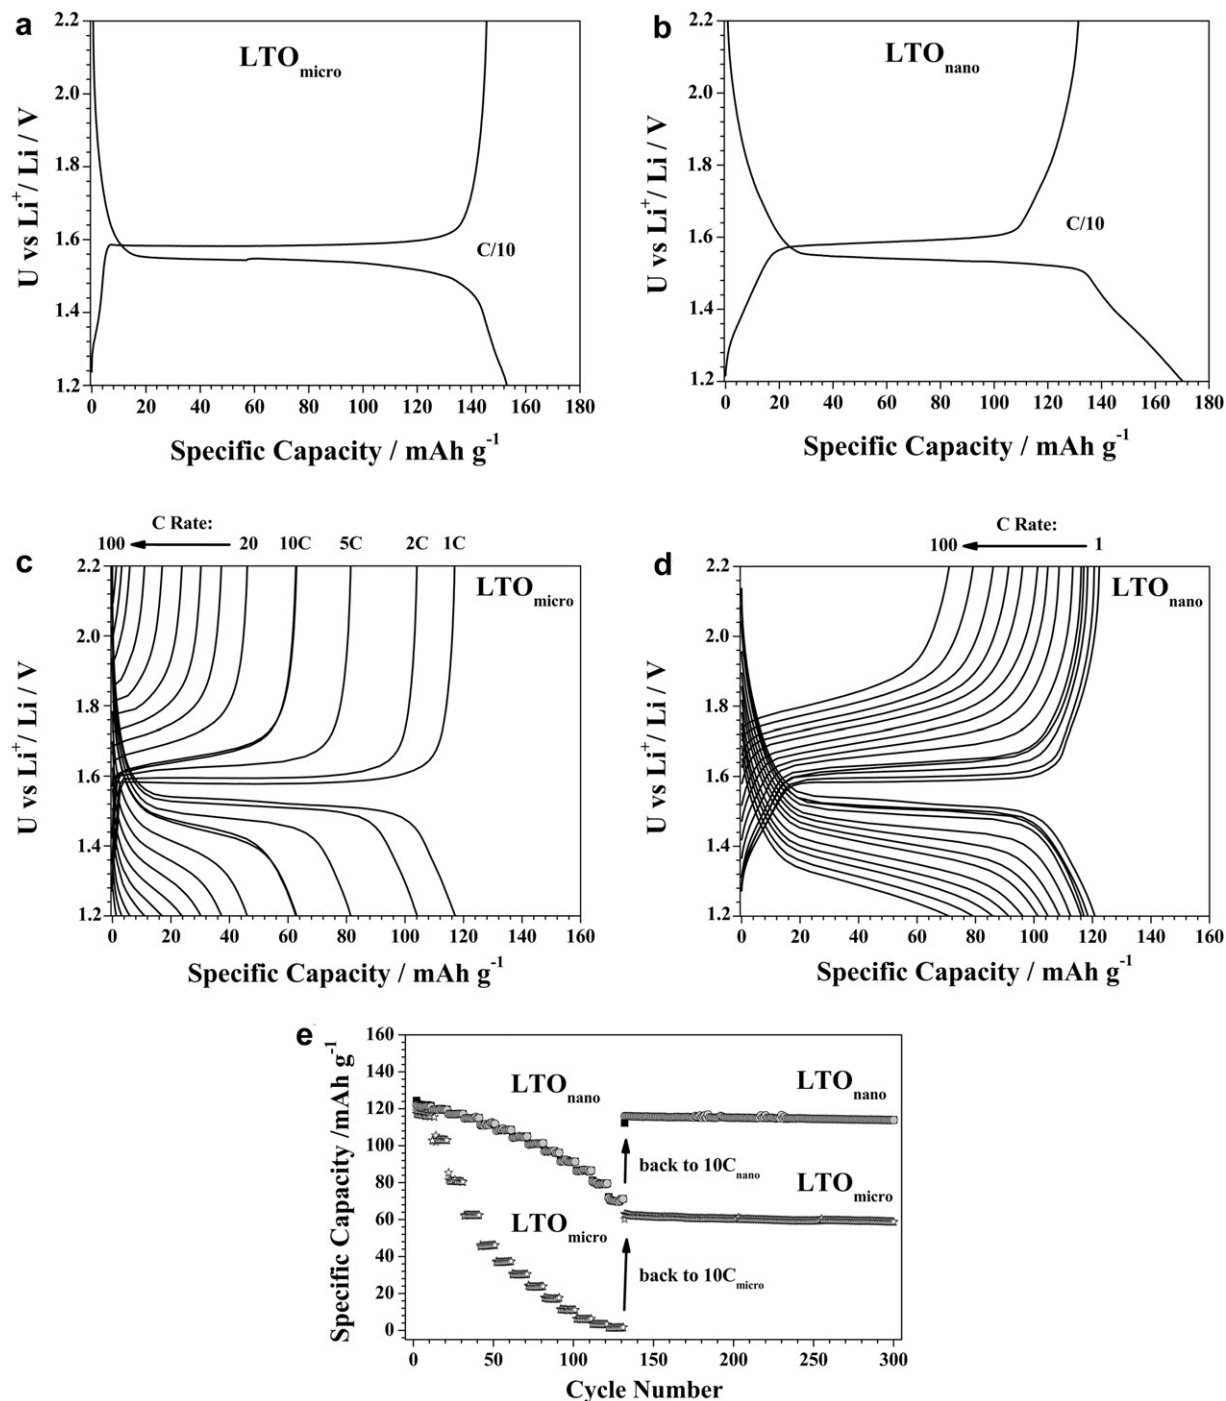 a
LTO micro
U vs Li⁺/ Li / V
2.2
2.0
1.8
1.6
1.4
1.2
C/10
0 20 40 60 80 100 120 140 160 180
Specific Capacity / mAh g⁻¹
b
LTO nano
U vs Li⁺/ Li / V
2.2
2.0
1.8
1.6
1.4
1.2
C/10
0 20 40 60 80 100 120 140 160 180
Specific Capacity / mAh g⁻¹
c
C Rate:
100 20 10C 5C 2C 1C
LTO micro
U vs Li⁺/ Li / V
2.2
2.0
1.8
1.6
1.4
1.2
0 20 40 60 80 100 120 140 160
Specific Capacity / mAh g⁻¹
d
C Rate:
100 1
LTO nano
U vs Li⁺/ Li / V
2.2
2.0
1.8
1.6
1.4
1.2
0 20 40 60 80 100 120 140 160
Specific Capacity / mAh g⁻¹
e
Specific Capacity /mAh g⁻¹
160
140
120
100
80
60
40
20
0
LTO nano
LTO nano
back to 10C nano
LTO micro
LTO micro
back to 10C micro
0 50 100 150 200 250 300
Cycle Number